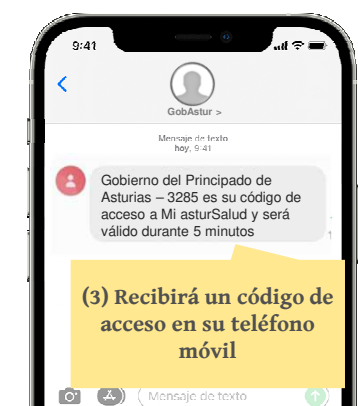 9:41
GobAstur >
Mensaje de texto
hoy, 9:41
Gobierno del Principado de
Asturias – 3285 es su código de
acceso a Mi asturSalud y será
válido durante 5 minutos
(3) Recibirá un código de
acceso en su teléfono
móvil
Mensaje de texto